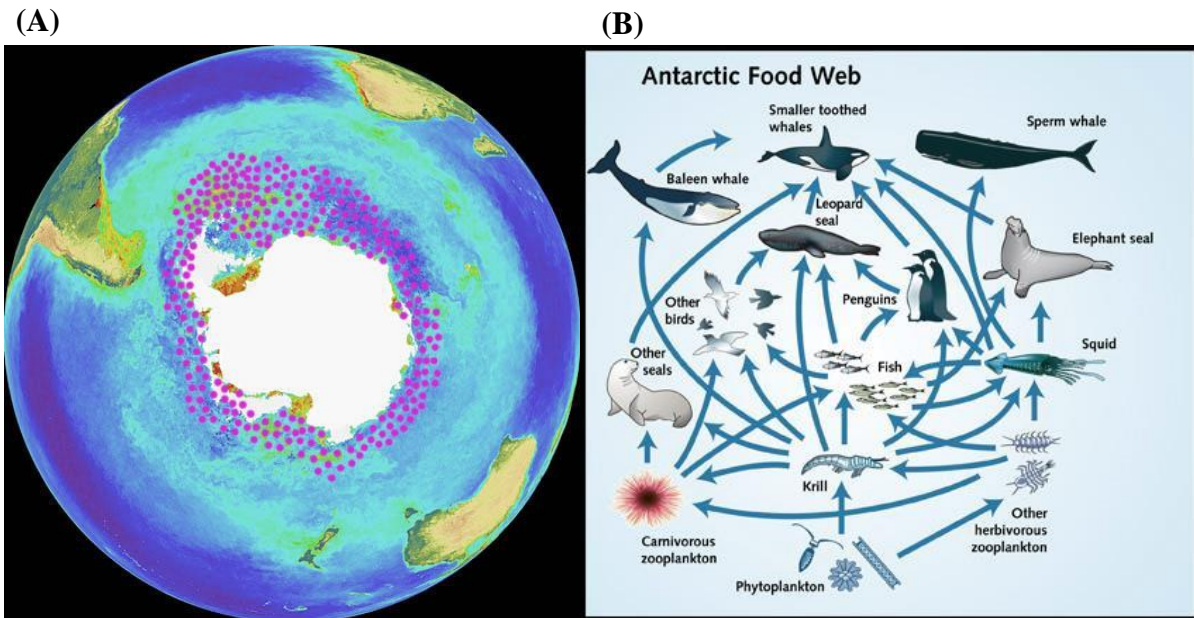 (A)
(B)
Antarctic Food Web
Smaller toothed
whales
Sperm whale
Baleen whale
Leopard
seal
Elephant seal
Other
birds
Penguins
Other
seals
Fish
Squid
Krill
Carnivorous
zooplankton
Other
herbivorous
zooplankton
Phytoplankton